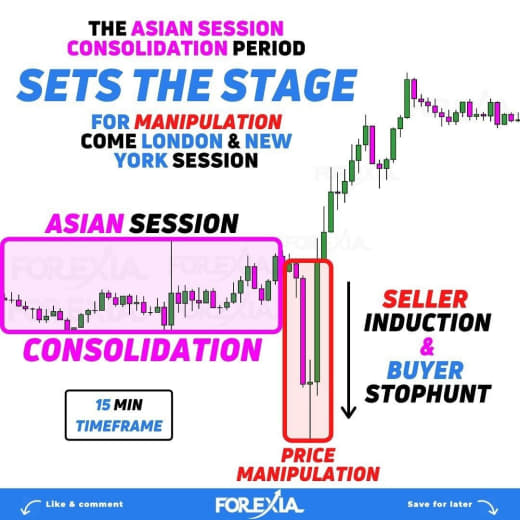 THE ASIAN SESSION
CONSOLIDATION PERIOD
SETS THE STAGE
FOR MANIPULATION
COME LONDON & NEW
YORK SESSION
ASIAN SESSION
FOREXIA
CONSOLIDATION
15 MIN
TIMEFRAME
SELLER
INDUCTION
&
BUYER
STOPHUNT
PRICE
MANIPULATION
Like & comment
FOREXIA
Save for later